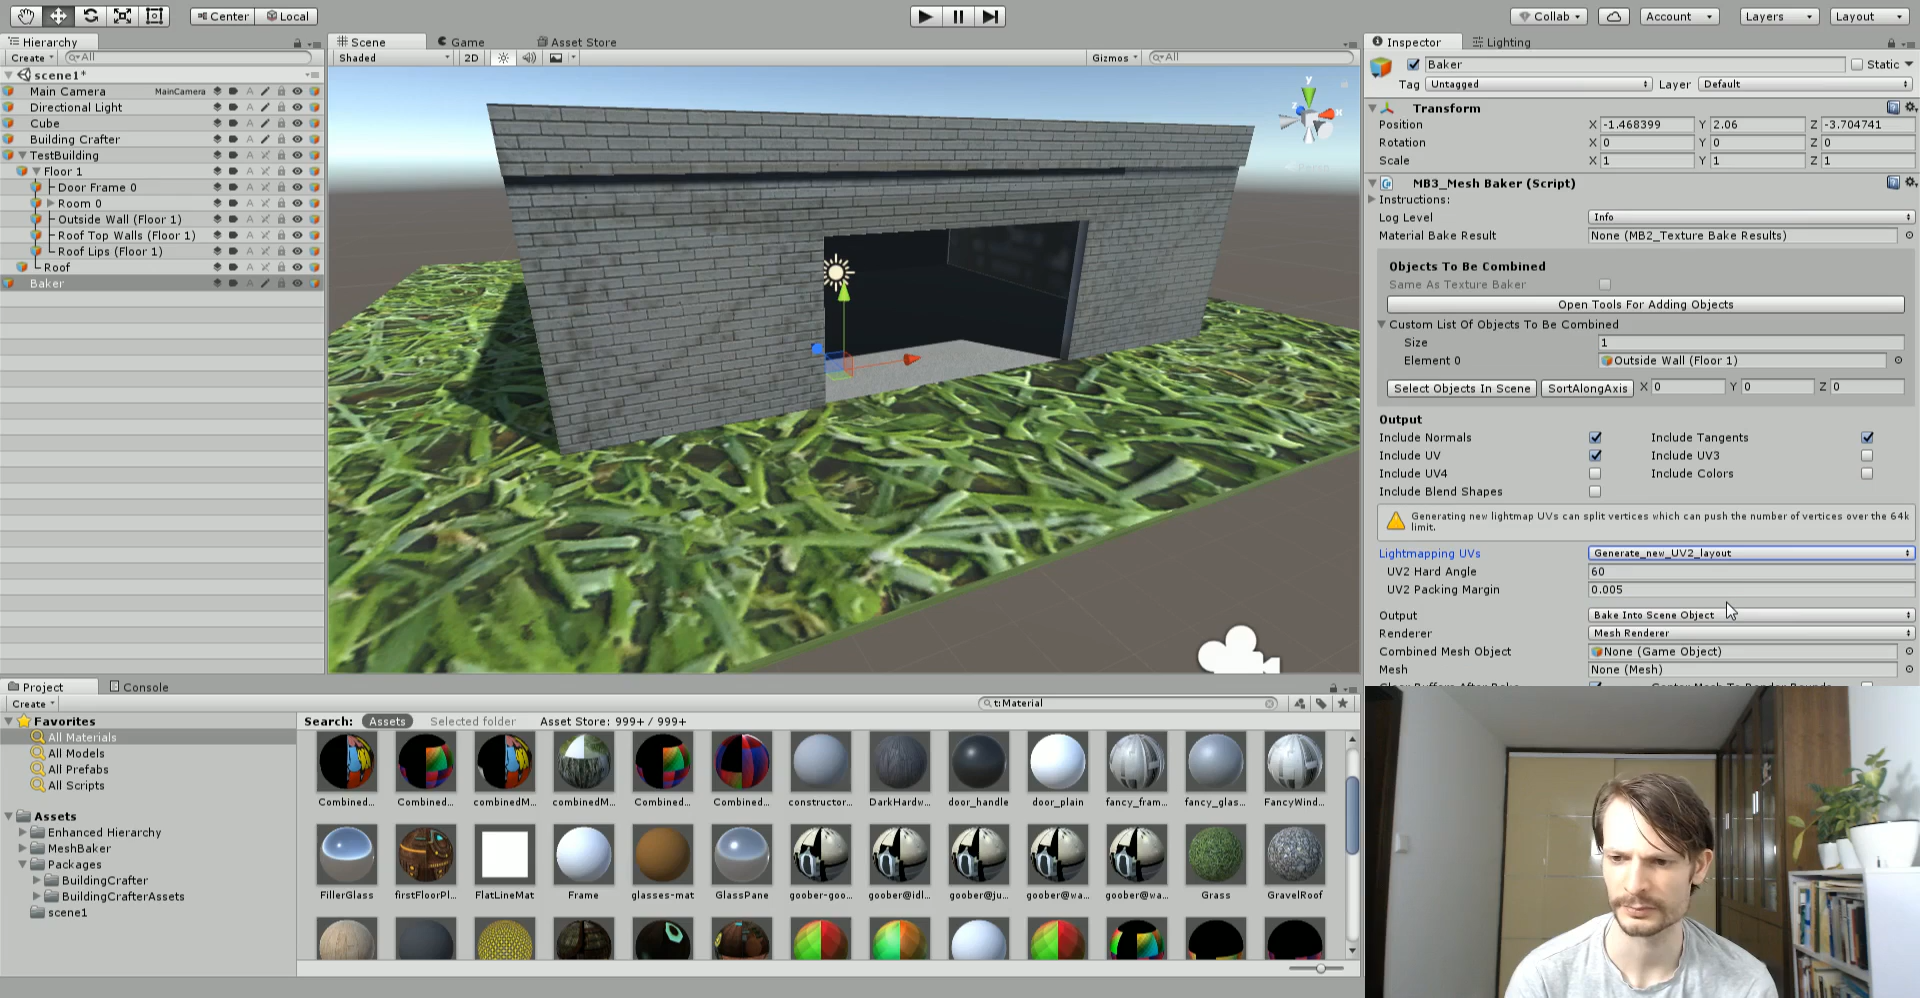 Center Local
Collab Account Layers Layout
Hierarchy
Create All
scene1*
Main Camera MainCamera
Directional Light
Cube
Building Crafter
TestBuilding
Floor 1
Door Frame 0
Room 0
Outside Wall (Floor 1)
Roof Top Walls (Floor 1)
Roof Lips (Floor 1)
Roof
Baker
Scene Game Asset Store
Shaded 2D Gizmos All
y
x
z
Inspector Lighting
Baker Static
Tag Untagged Layer Default
Transform
Position X -1.468399 Y 2.06 Z -3.704741
Rotation X 0 Y 0 Z 0
Scale X 1 Y 1 Z 1
MB3_Mesh Baker (Script)
Instructions:
Log Level Info
Material Bake Result None (MB2_Texture Bake Results)
Objects To Be Combined
Same As Texture Baker
Open Tools For Adding Objects
Custom List Of Objects To Be Combined
Size 1
Element 0 Outside Wall (Floor 1)
Select Objects In Scene SortAlongAxis X 0 Y 0 Z 0
Output
Include Normals Include Tangents
Include UV Include UV3
Include UV4 Include Colors
Include Blend Shapes
Generating new lightmap UVs can split vertices which can push the number of vertices over the 64k
limit.
Lightmapping UVs Generate_new_UV2_layout
UV2 Hard Angle 60
UV2 Packing Margin 0.005
Output Bake Into Scene Object
Renderer Mesh Renderer
Combined Mesh Object None (Game Object)
Mesh None (Mesh)
Project Console
Create t:Material
Favorites
All Materials
All Models
All Prefabs
All Scripts
Assets
Enhanced Hierarchy
MeshBaker
Packages
BuildingCrafter
BuildingCrafterAssets
scene1
Search: Assets Selected folder Asset Store: 999+ / 999+
Combined... Combined... combinedM... combinedM... Combined... Combined... constructor... DarkHardw... door_handle door_plain fancy_fram... fancy_glas... FancyWind...
FillerGlass firstFloorPl... FlatLineMat Frame glasses-mat GlassPane goober-goo... goober@idl... goober@ju... goober@wa... goober@wa... Grass GravelRoof